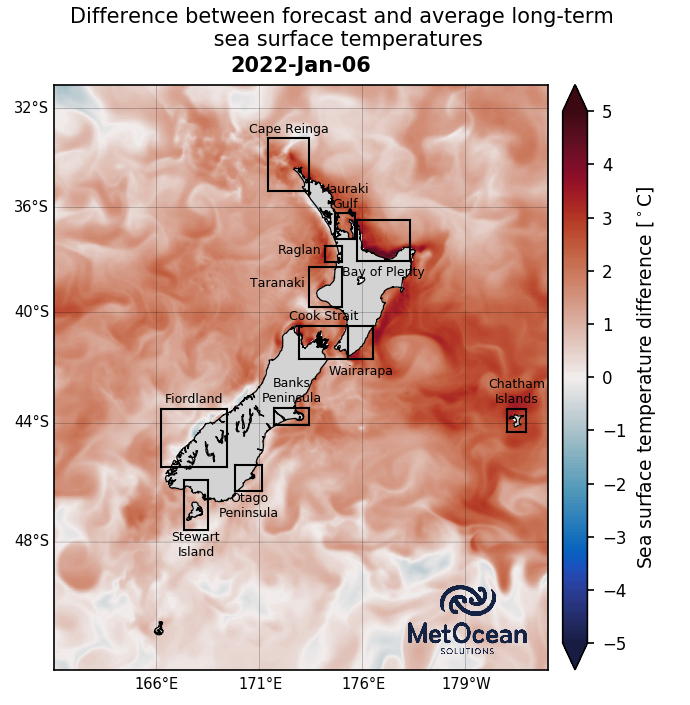 Difference between forecast and average long-term
sea surface temperatures
2022-Jan-06
32°S
36°S
40°S
44°S
48°S
166°E
171°E
176°E
179°W
Cape Reinga
Hauraki
Gulf
Raglan
Bay of Plenty
Taranaki
Cook Strait
Wairarapa
Banks
Peninsula
Fiordland
Chatham
Islands
Otago
Peninsula
Stewart
Island
MetOcean
SOLUTIONS
5
4
3
2
1
0
−1
−2
−3
−4
−5
Sea surface temperature difference [°C]